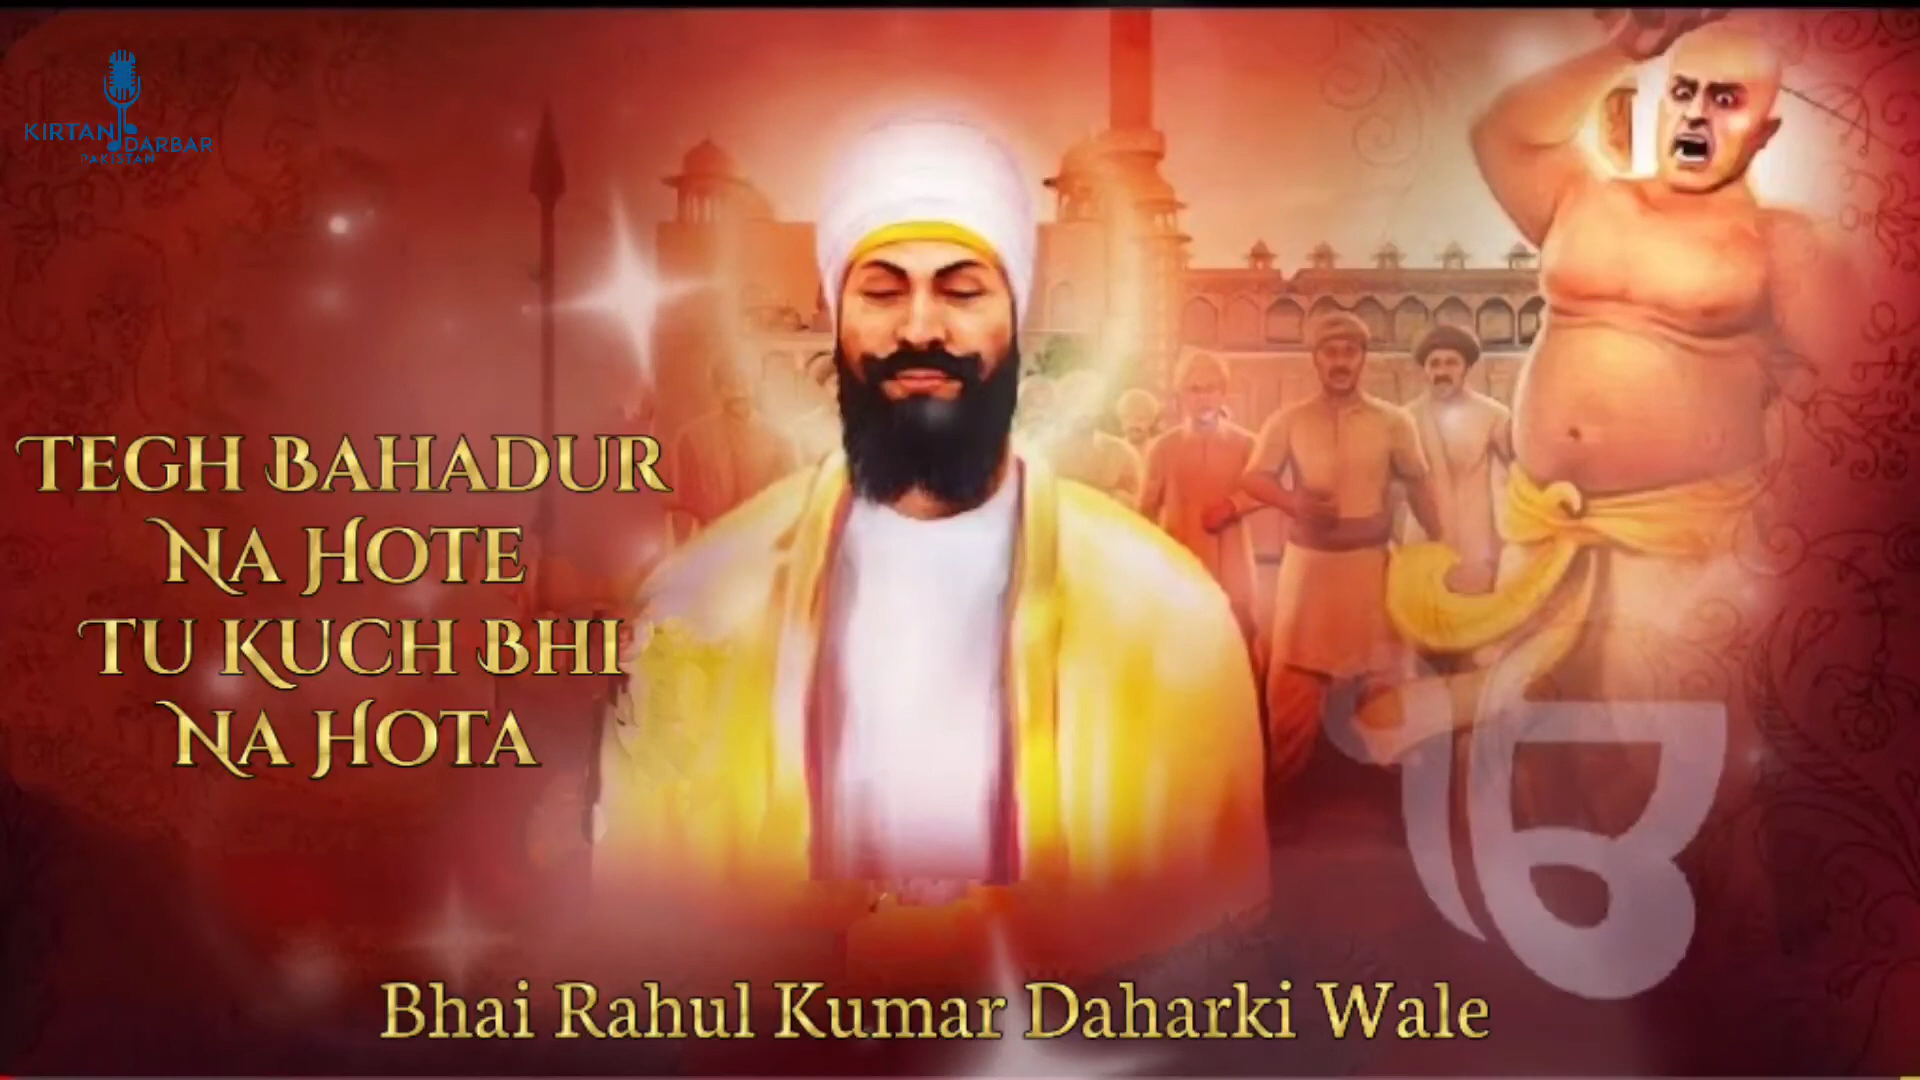 KIRTAN DARBAR
PAKISTAN
TEGH BAHADUR
NA HOTE
TU KUCH BHI
NA HOTA
ੴ
Bhai Rahul Kumar Daharki Wale